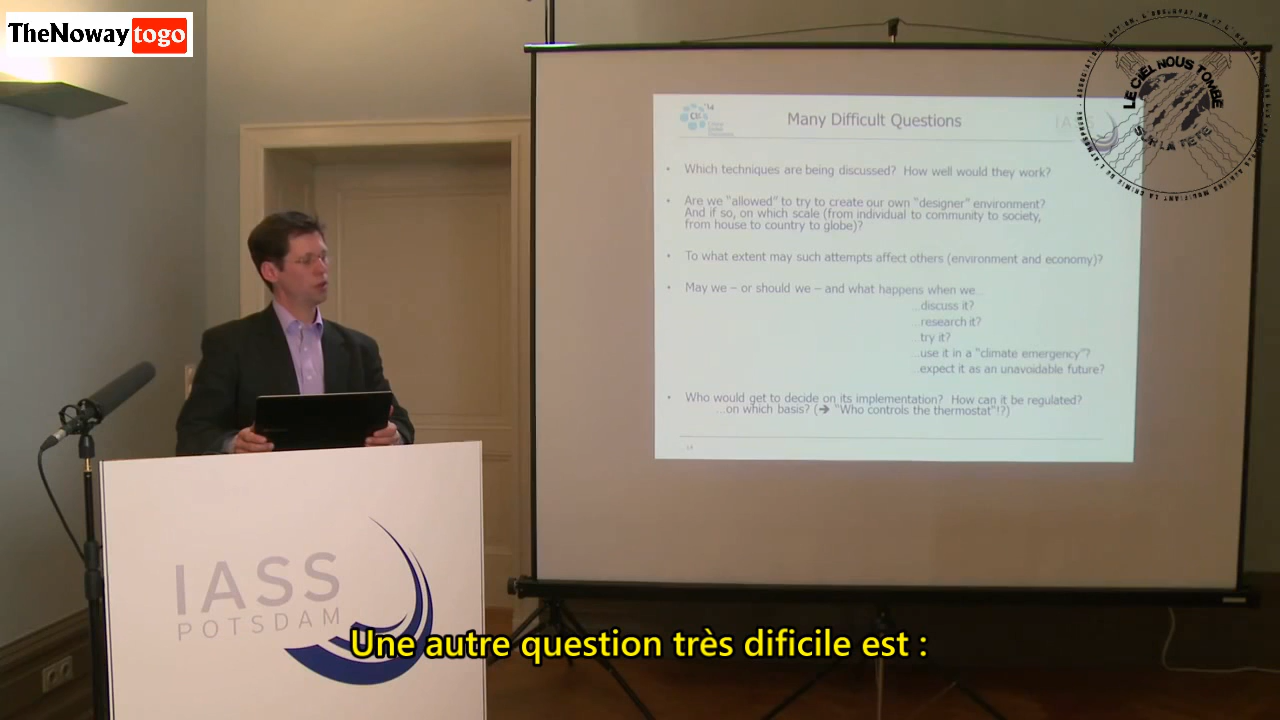 TheNowaytogo
LE CIEL NOUS TOMBE
SUR LA TÊTE
Many Difficult Questions
IASS
Which techniques are being discussed? How well would they work?
Are we "allowed" to try to create our own "designer" environment?
And if so, on which scale (from individual to community to society,
from house to country to globe)?
To what extent may such attempts affect others (environment and economy)?
May we – or should we – and what happens when we...
...discuss it?
...research it?
...try it?
...use it in a "climate emergency"?
...expect it as an unavoidable future?
Who would get to decide on its implementation? How can it be regulated?
...on which basis? (➔ "Who controls the thermostat"!?)
IASS
POTSDAM
Une autre question très dificile est :